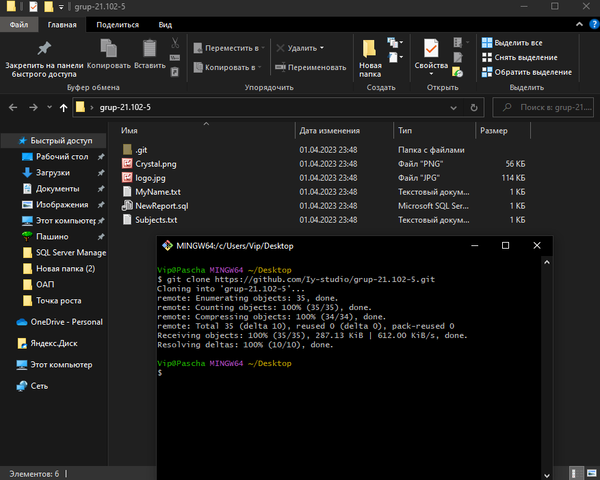 grup-21.102-5
Файл Главная Поделиться Вид
Закрепить на панели быстрого доступа
Копировать
Вставить
Переместить в
Копировать в
Удалить
Переименовать
Новая папка
Свойства
Выделить все
Снять выделение
Обратить выделение
Буфер обмена Упорядочить Создать Открыть Выделить
grup-21.102-5
Поиск в: grup-21....
Имя Дата изменения Тип Размер
.git 01.04.2023 23:48 Папка с файлами
Crystal.png 01.04.2023 23:48 Файл "PNG" 56 КБ
logo.jpg 01.04.2023 23:48 Файл "JPG" 114 КБ
MyName.txt 01.04.2023 23:48 Текстовый докум... 1 КБ
NewReport.sql 01.04.2023 23:48 Microsoft SQL Ser... 1 КБ
Subjects.txt 01.04.2023 23:48 Текстовый докум... 1 КБ
Быстрый доступ
Рабочий стол
Загрузки
Документы
Изображения
Этот компьютер
Пашино
SQL Server Manage
Новая папка (2)
ОАП
Точка роста
OneDrive - Personal
Яндекс.Диск
Этот компьютер
Сеть
Элементов: 6
MINGW64:/c/Users/Vip/Desktop
Vip@Pascha MINGW64 ~/Desktop
$ git clone https://github.com/Iy-studio/grup-21.102-5.git
Cloning into 'grup-21.102-5'...
remote: Enumerating objects: 35, done.
remote: Counting objects: 100% (35/35), done.
remote: Compressing objects: 100% (34/34), done.
remote: Total 35 (delta 10), reused 0 (delta 0), pack-reused 0
Receiving objects: 100% (35/35), 287.13 KiB | 612.00 KiB/s, done.
Resolving deltas: 100% (10/10), done.
Vip@Pascha MINGW64 ~/Desktop
$